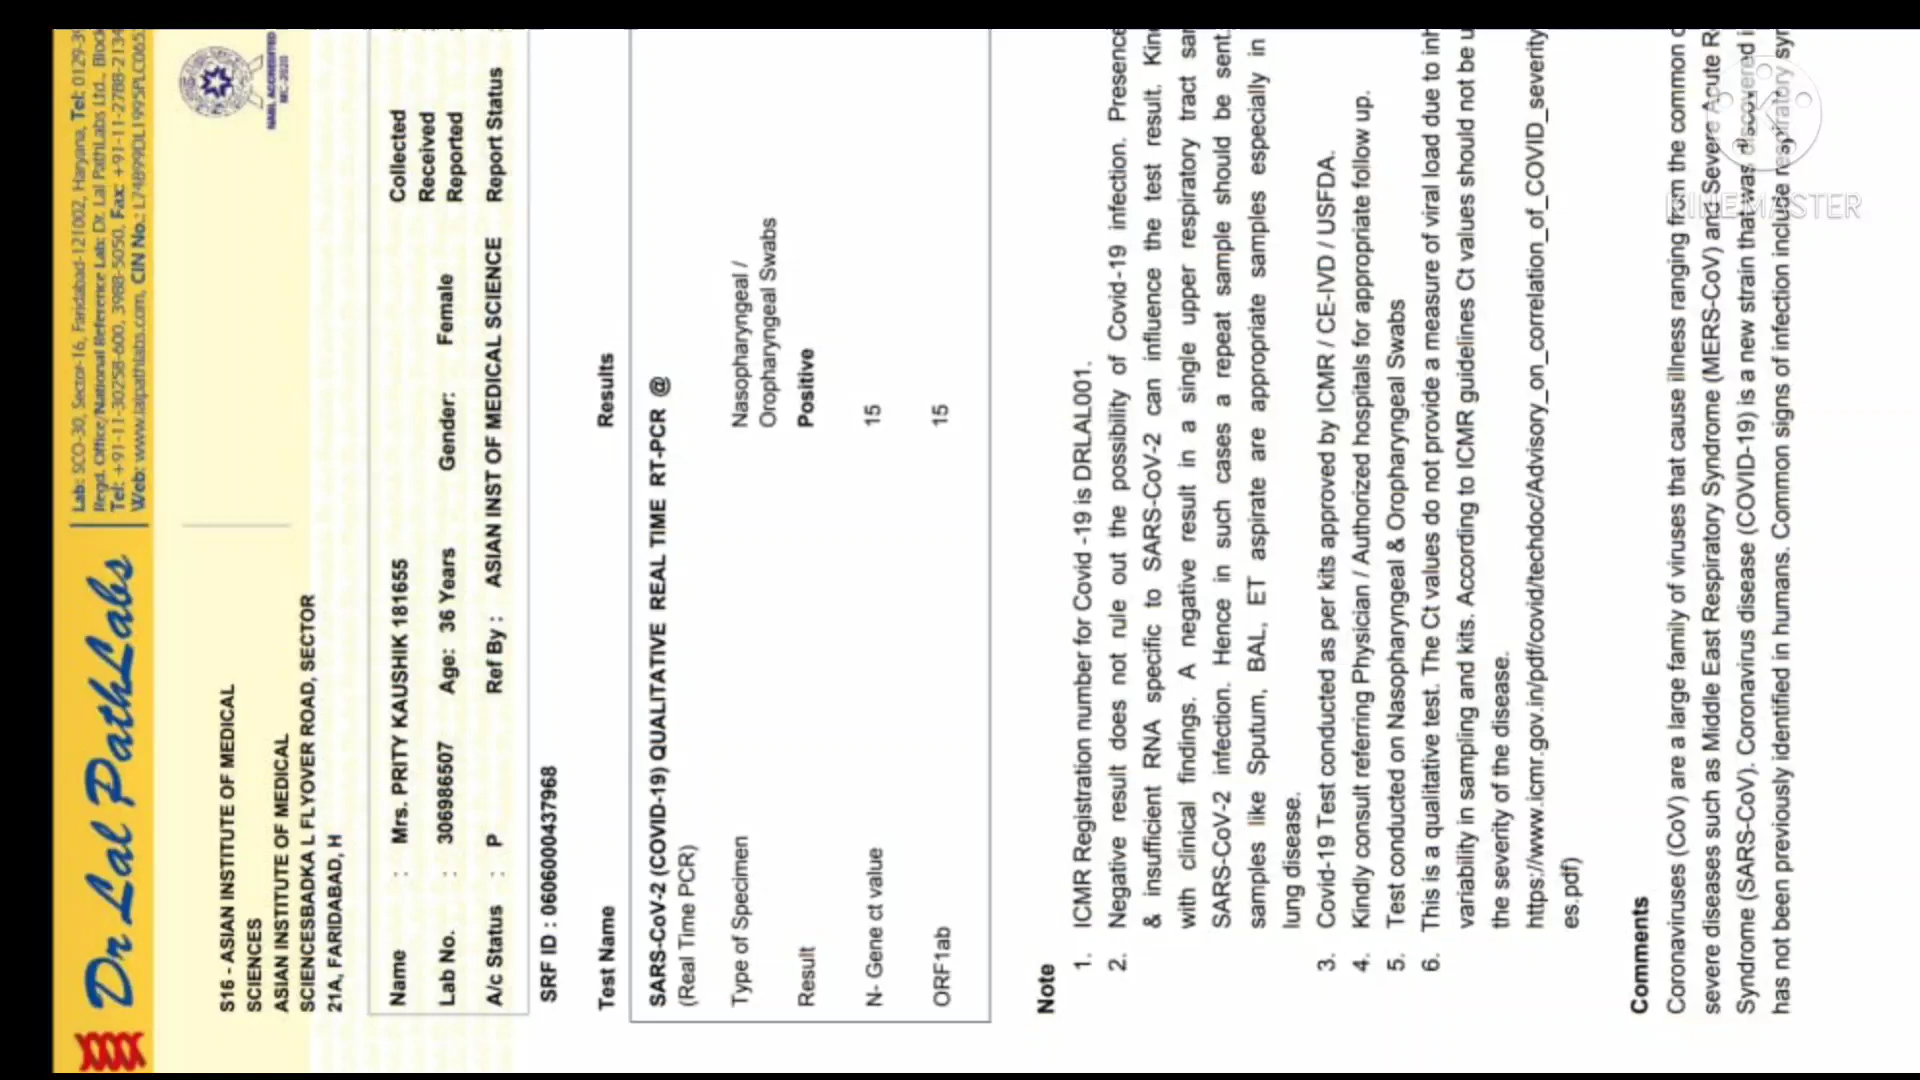 Dr Lal PathLabs
Lab: SCO-30, Sector-16, Faridabad-121002, Haryana, Tel: 0129-39
Regd. Office/National Reference Lab: Dr. Lal PathLabs Ltd., Block
Tel: +91-11-30258-600, 3988-5050, Fax: +91-11-2788-2134
Web: www.lalpathlabs.com, CIN No.: L74899DL1995PLC065
NABL ACCREDITED
MC-2020
S16 - ASIAN INSTITUTE OF MEDICAL
SCIENCES
ASIAN INSTITUTE OF MEDICAL
SCIENCESBADKA L FLYOVER ROAD, SECTOR
21A, FARIDABAD, H
Name : Mrs. PRITY KAUSHIK 181655 Collected :
Received :
Lab No. : 306986507 Age: 36 Years Gender: Female Reported :
A/c Status : P Ref By : ASIAN INST OF MEDICAL SCIENCE Report Status :
SRF ID : 0606000437968
Test Name Results
SARS-CoV-2 (COVID-19) QUALITATIVE REAL TIME RT-PCR @
(Real Time PCR)
Type of Specimen Nasopharyngeal /
Oropharyngeal Swabs
Result Positive
N- Gene ct value 15
ORF1ab 15
Note
1. ICMR Registration number for Covid -19 is DRLAL001.
2. Negative result does not rule out the possibility of Covid-19 infection. Presence
& insufficient RNA specific to SARS-CoV-2 can influence the test result. Kin
with clinical findings. A negative result in a single upper respiratory tract sa
SARS-CoV-2 infection. Hence in such cases a repeat sample should be sent.
samples like Sputum, BAL, ET aspirate are appropriate samples especially in
lung disease.
3. Covid-19 Test conducted as per kits approved by ICMR / CE-IVD / USFDA.
4. Kindly consult referring Physician / Authorized hospitals for appropriate follow up.
5. Test conducted on Nasopharyngeal & Oropharyngeal Swabs
6. This is a qualitative test. The Ct values do not provide a measure of viral load due to inh
variability in sampling and kits. According to ICMR guidelines Ct values should not be u
the severity of the disease.
https://www.icmr.gov.in/pdf/covid/techdoc/Advisory_on_correlation_of_COVID_severity
es.pdf)
Comments
Coronaviruses (CoV) are a large family of viruses that cause illness ranging from the common c
severe diseases such as Middle East Respiratory Syndrome (MERS-CoV) and Severe Acute R
Syndrome (SARS-CoV). Coronavirus disease (COVID-19) is a new strain that was discovered i
has not been previously identified in humans. Common signs of infection include respiratory sy
KINEMASTER